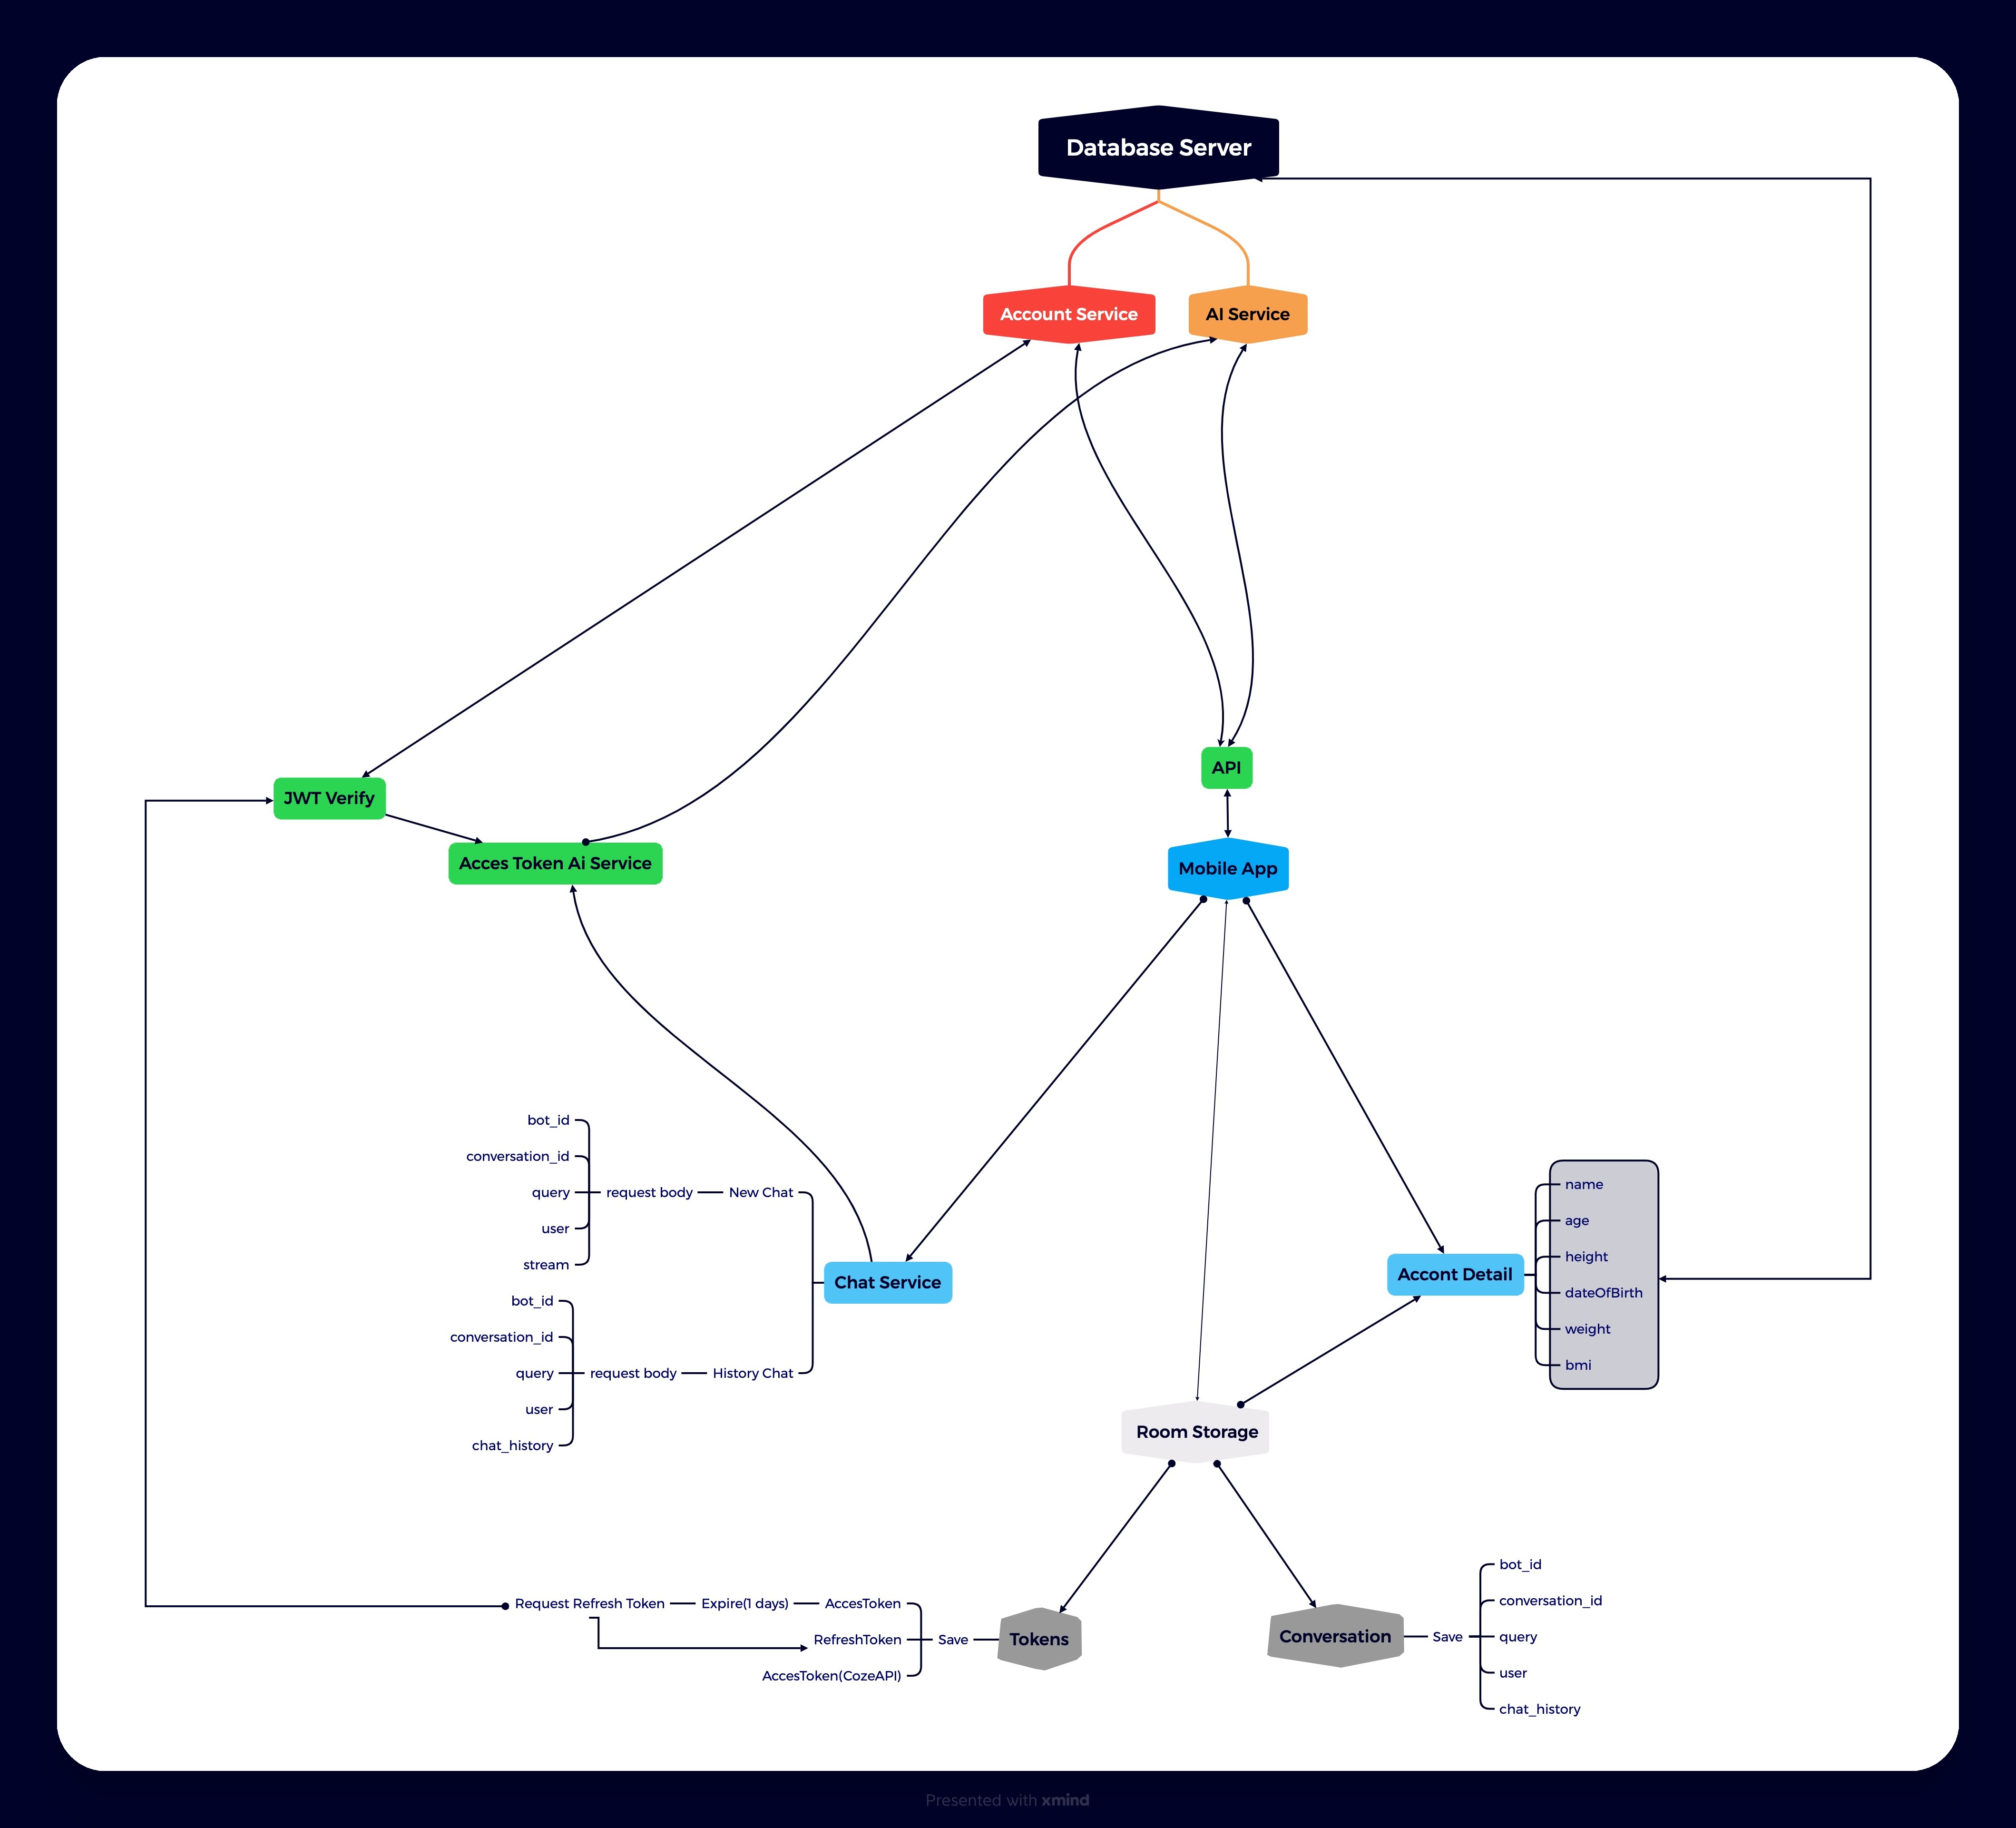 Database Server
Account Service
AI Service
API
JWT Verify
Acces Token Ai Service
Mobile App
bot_id
conversation_id
query
user
stream
request body
New Chat
bot_id
conversation_id
query
user
chat_history
request body
History Chat
Chat Service
Accont Detail
name
age
height
dateOfBirth
weight
bmi
Room Storage
Request Refresh Token
Expire(1 days)
AccesToken
RefreshToken
AccesToken(CozeAPI)
Save
Tokens
Conversation
Save
bot_id
conversation_id
query
user
chat_history
Presented with xmind